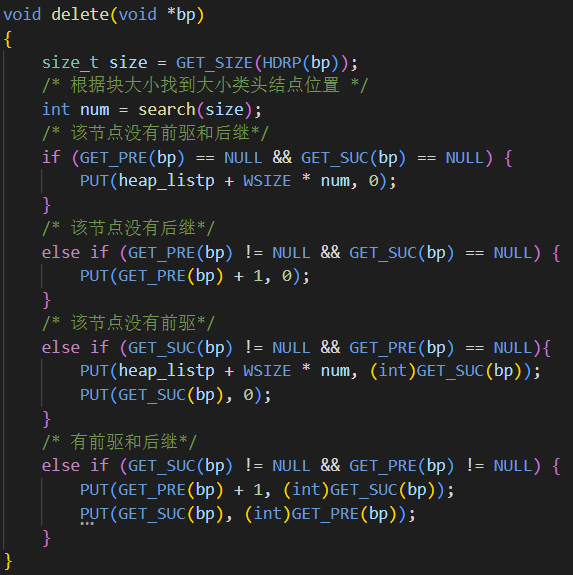 void delete(void *bp)
{
    size_t size = GET_SIZE(HDRP(bp));
    /* 根据块大小找到大小类头结点位置 */
    int num = search(size);
    /* 该节点没有前驱和后继*/
    if (GET_PRE(bp) == NULL && GET_SUC(bp) == NULL) {
        PUT(heap_listp + WSIZE * num, 0);
    }
    /* 该节点没有后继*/
    else if (GET_PRE(bp) != NULL && GET_SUC(bp) == NULL) {
        PUT(GET_PRE(bp) + 1, 0);
    }
    /* 该节点没有前驱*/
    else if (GET_SUC(bp) != NULL && GET_PRE(bp) == NULL){
        PUT(heap_listp + WSIZE * num, (int)GET_SUC(bp));
        PUT(GET_SUC(bp), 0);
    }
    /* 有前驱和后继*/
    else if (GET_SUC(bp) != NULL && GET_PRE(bp) != NULL) {
        PUT(GET_PRE(bp) + 1, (int)GET_SUC(bp));
        PUT(GET_SUC(bp), (int)GET_PRE(bp));
    }
}